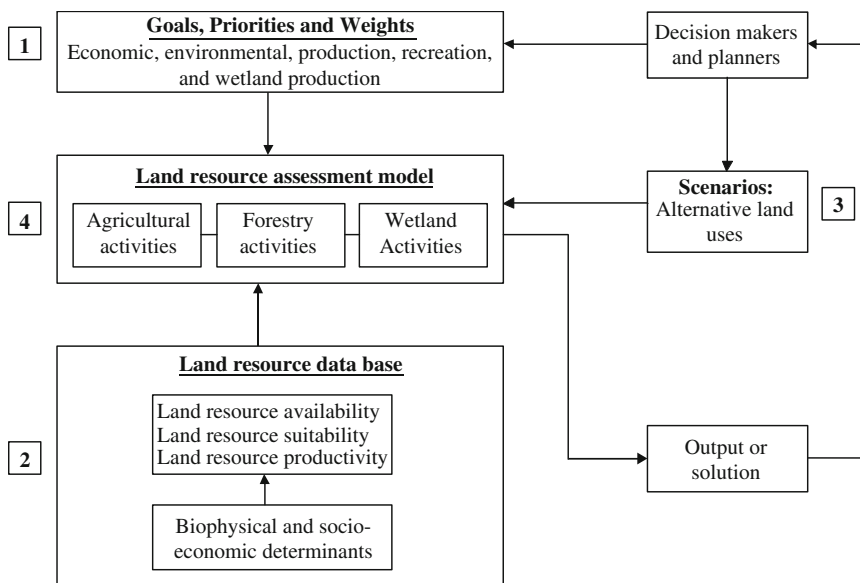 1
Goals, Priorities and Weights
Economic, environmental, production, recreation,
and wetland production
Decision makers
and planners
4
Land resource assessment model
Agricultural
activities
Forestry
activities
Wetland
Activities
Scenarios:
Alternative land
uses
3
2
Land resource data base
Land resource availability
Land resource suitability
Land resource productivity
Biophysical and socio-
economic determinants
Output or
solution